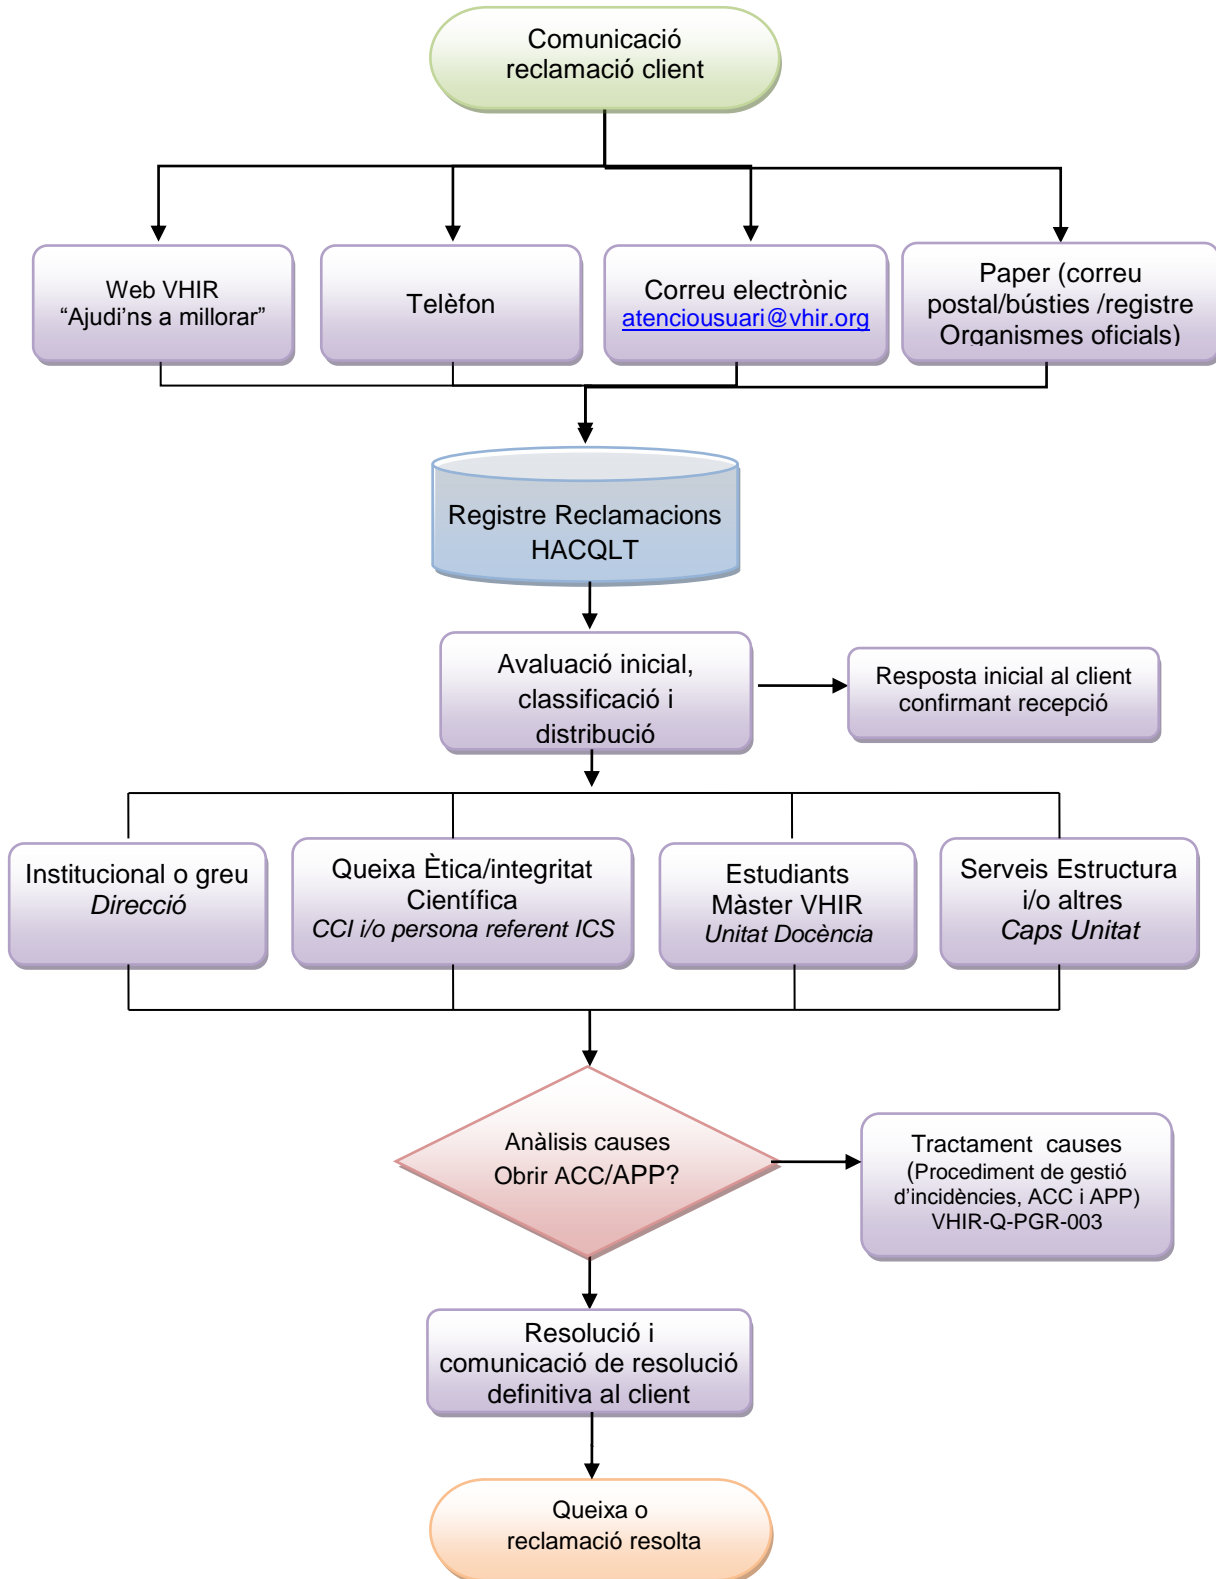 Comunicació
reclamació client
Web VHIR
“Ajudi’ns a millorar”
Telèfon
Correu electrònic
atenciousuari@vhir.org
Paper (correu
postal/bústies /registre
Organismes oficials)
Registre Reclamacions
HACQLT
Avaluació inicial,
classificació i
distribució
Resposta inicial al client
confirmant recepció
Institucional o greu
Direcció
Queixa Ètica/integritat
Científica
CCI i/o persona referent ICS
Estudiants
Màster VHIR
Unitat Docència
Serveis Estructura
i/o altres
Caps Unitat
Anàlisis causes
Obrir ACC/APP?
Tractament  causes
(Procediment de gestió
d’incidències, ACC i APP)
VHIR-Q-PGR-003
Resolució i
comunicació de resolució
definitiva al client
Queixa o
reclamació resolta